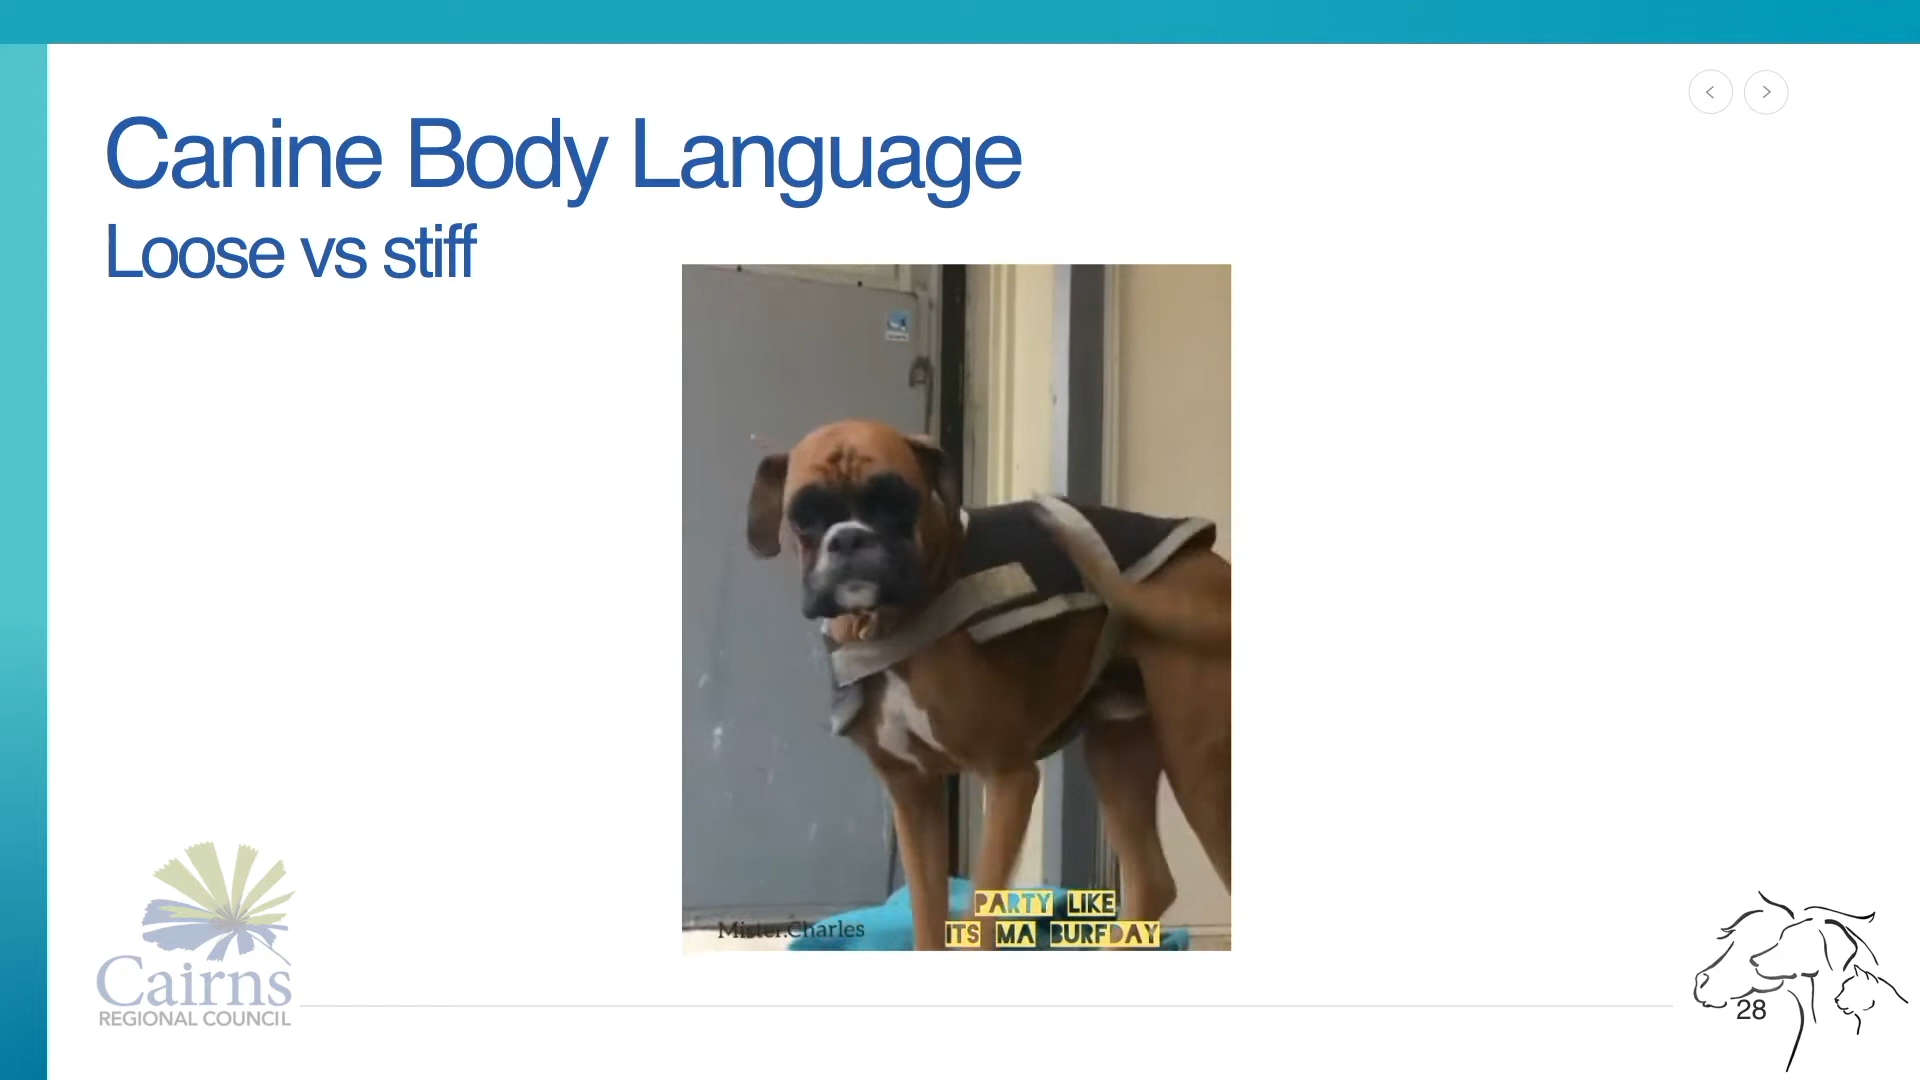 Canine Body Language
Loose vs stiff
Mister.Charles
PARTY LIKE
ITS MA BURFDAY
Cairns
REGIONAL COUNCIL
28